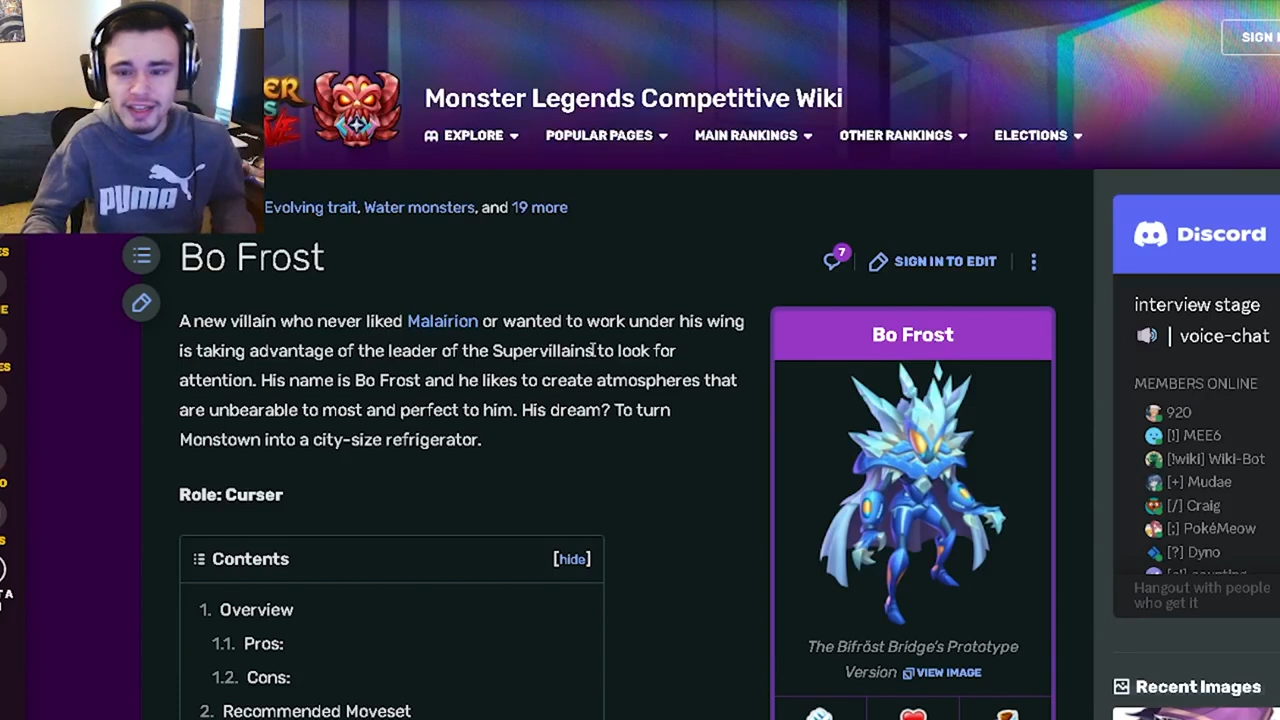 SIGN
Monster Legends Competitive Wiki
EXPLORE POPULAR PAGES MAIN RANKINGS OTHER RANKINGS ELECTIONS
PUMA
Evolving trait, Water monsters, and 19 more
Bo Frost
7
SIGN IN TO EDIT
A new villain who never liked Malairion or wanted to work under his wing
is taking advantage of the leader of the Supervillains to look for
attention. His name is Bo Frost and he likes to create atmospheres that
are unbearable to most and perfect to him. His dream? To turn
Monstown into a city-size refrigerator.
Role: Curser
Contents [hide]
1. Overview
1.1. Pros:
1.2. Cons:
2. Recommended Moveset
Bo Frost
The Bifröst Bridge's Prototype
Version VIEW IMAGE
Discord
interview stage
| voice-chat
MEMBERS ONLINE
920
[!] MEE6
[!wiki] Wiki-Bot
[+] Mudae
[/] Craig
[;] PokéMeow
[?] Dyno
Hangout with people
who get it
Recent Images